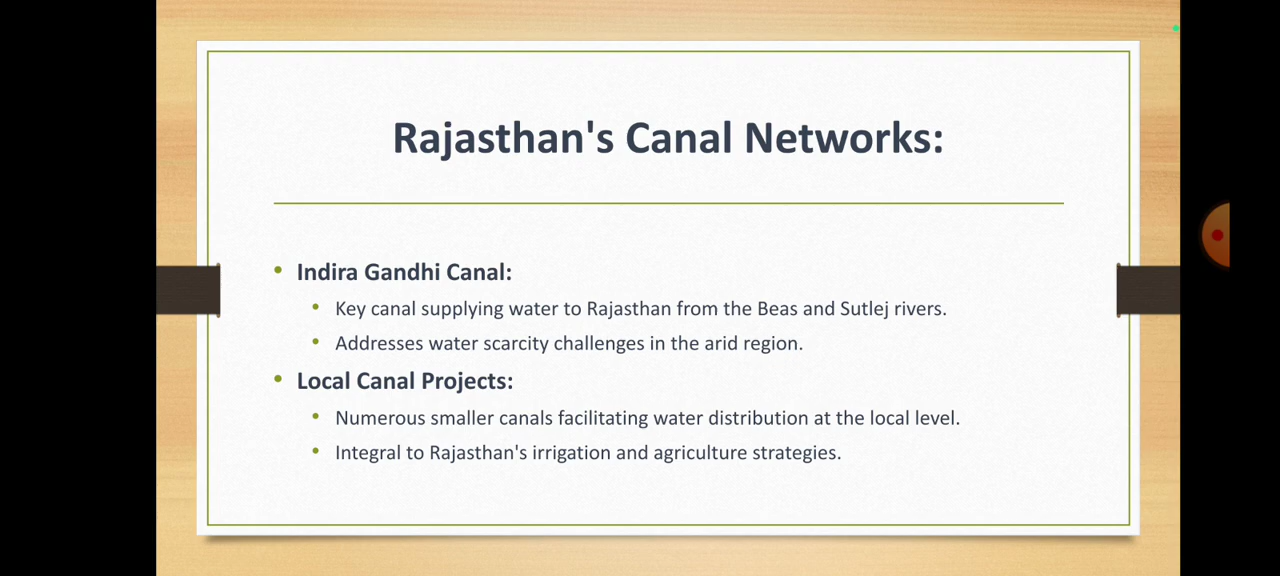 Rajasthan's Canal Networks:
Indira Gandhi Canal:
Key canal supplying water to Rajasthan from the Beas and Sutlej rivers.
Addresses water scarcity challenges in the arid region.
Local Canal Projects:
Numerous smaller canals facilitating water distribution at the local level.
Integral to Rajasthan's irrigation and agriculture strategies.